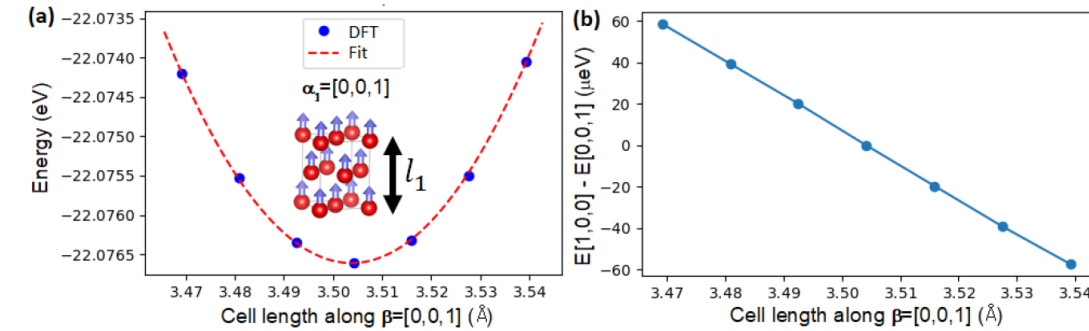 (a)
−22.0735
−22.0740
−22.0745
−22.0750
−22.0755
−22.0760
−22.0765
Energy (eV)
DFT
Fit
α₁=[0,0,1]
l₁
3.47 3.48 3.49 3.50 3.51 3.52 3.53 3.54
Cell length along β=[0,0,1] (Å)
(b)
60
40
20
0
−20
−40
−60
E[1,0,0] - E[0,0,1] (μeV)
3.47 3.48 3.49 3.50 3.51 3.52 3.53 3.54
Cell length along β=[0,0,1] (Å)